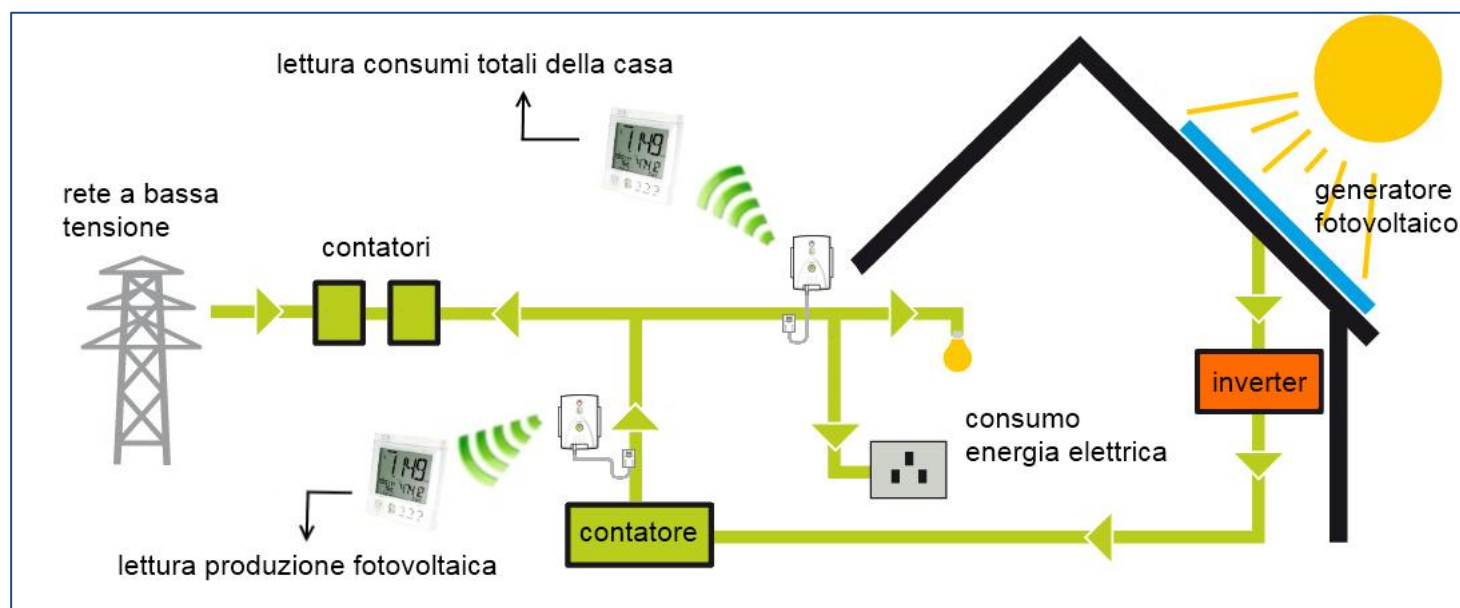 lettura consumi totali della casa
rete a bassa
tensione
contatori
generatore
fotovoltaico
inverter
consumo
energia elettrica
contatore
lettura produzione fotovoltaica